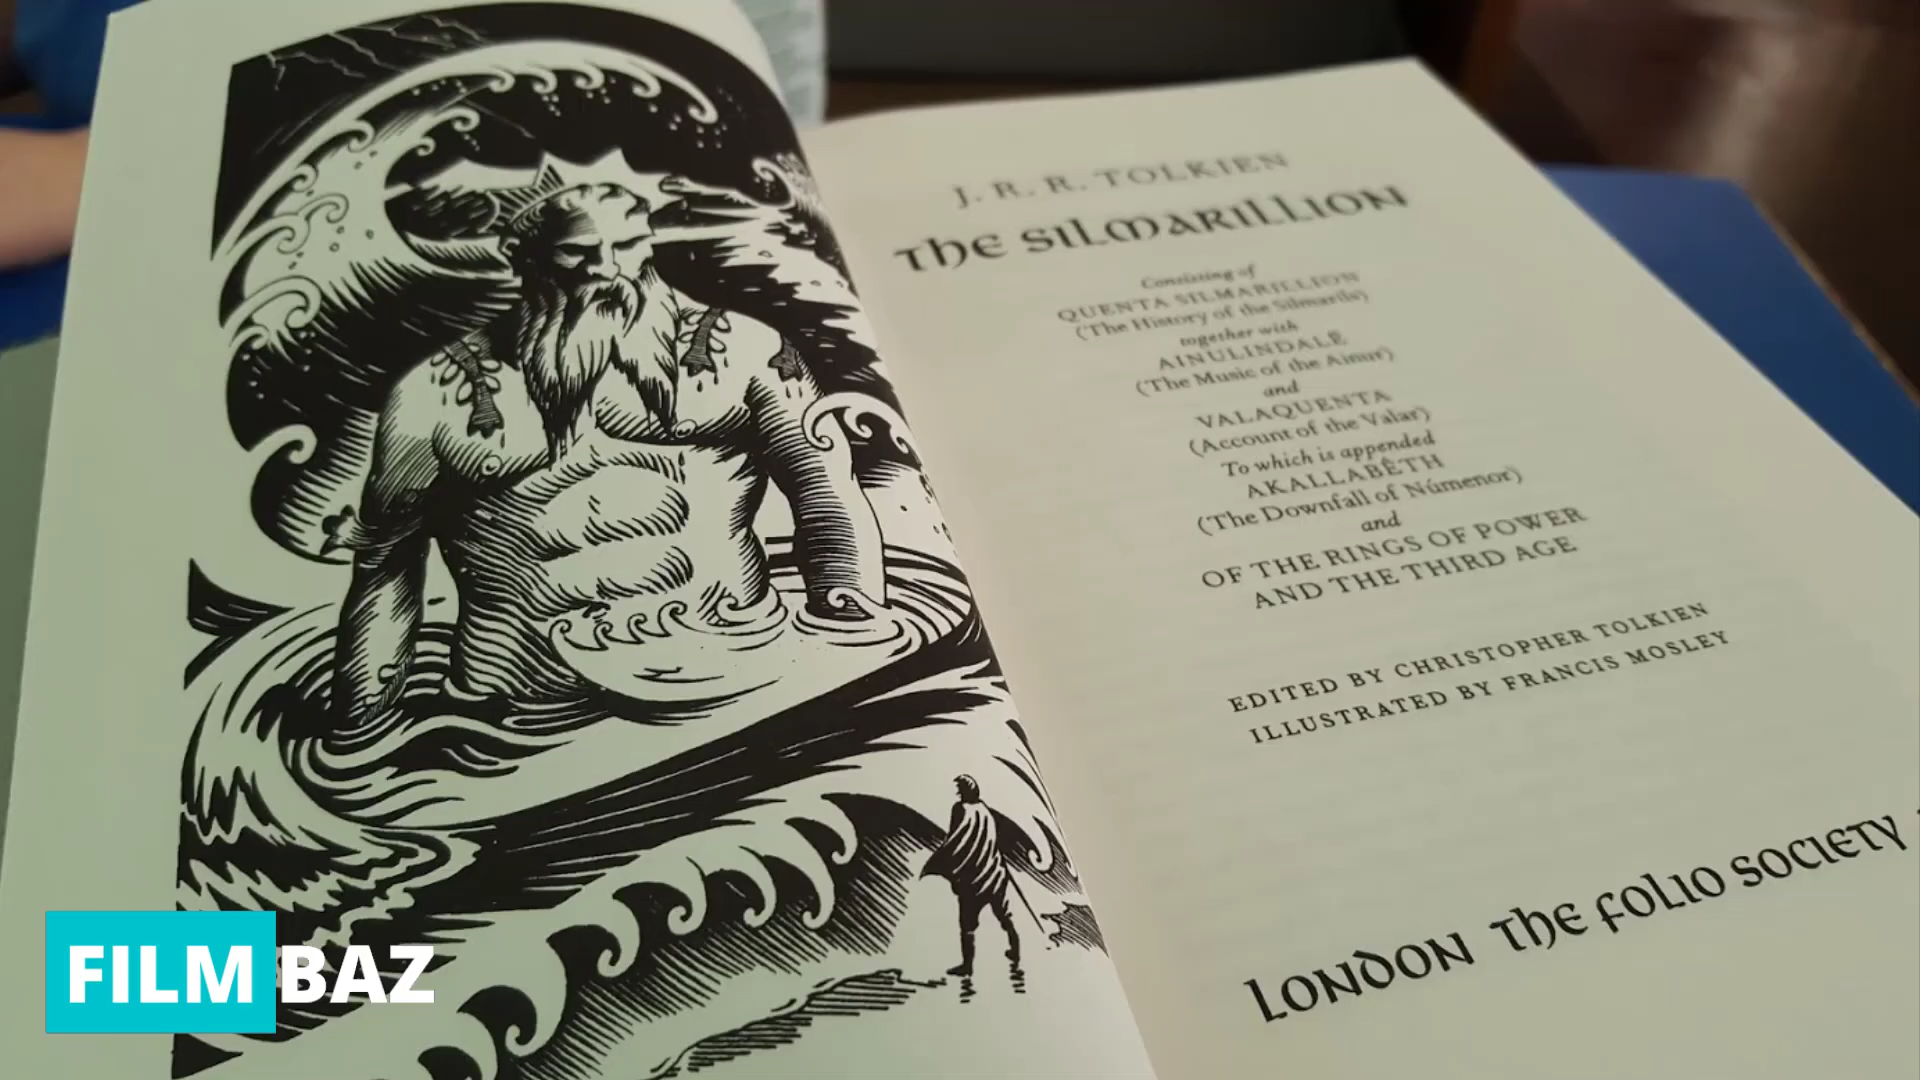 J. R. R. TOLKIEN
THE SILMARILLION
Consisting of
QUENTA SILMARILLION
(The History of the Silmarils)
together with
AINULINDALË
(The Music of the Ainur)
and
VALAQUENTA
(Account of the Valar)
To which is appended
AKALLABÊTH
(The Downfall of Númenor)
and
OF THE RINGS OF POWER
AND THE THIRD AGE
EDITED BY CHRISTOPHER TOLKIEN
ILLUSTRATED BY FRANCIS MOSLEY
LONDON THE FOLIO SOCIETY
FILM BAZ